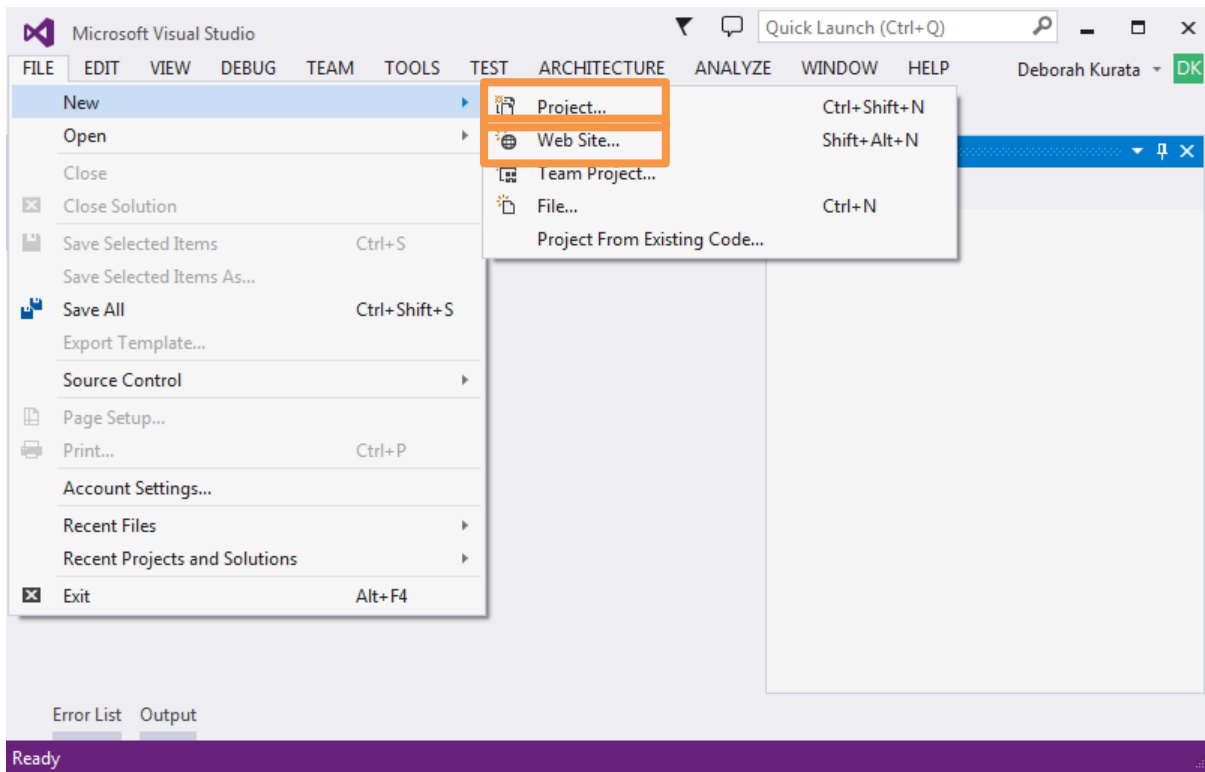 Microsoft Visual Studio
Quick Launch (Ctrl+Q)
FILE EDIT VIEW DEBUG TEAM TOOLS TEST ARCHITECTURE ANALYZE WINDOW HELP Deborah Kurata DK
New
Open
Close
Close Solution
Save Selected Items Ctrl+S
Save Selected Items As...
Save All Ctrl+Shift+S
Export Template...
Source Control
Page Setup...
Print... Ctrl+P
Account Settings...
Recent Files
Recent Projects and Solutions
Exit Alt+F4
Project... Ctrl+Shift+N
Web Site... Shift+Alt+N
Team Project...
File... Ctrl+N
Project From Existing Code...
Error List Output
Ready